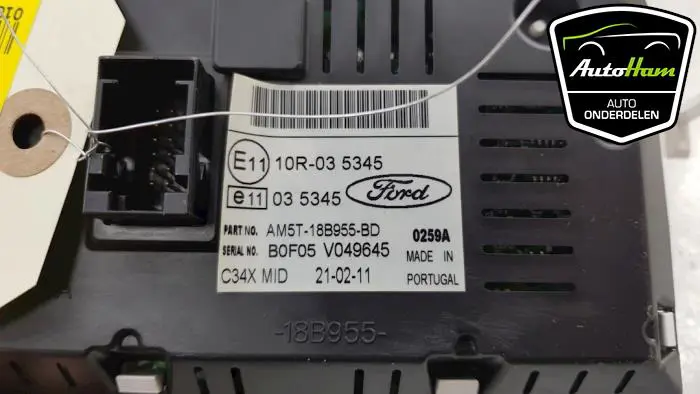 AutoHam
AUTO
ONDERDELEN
E11 10R-03 5345
e11 03 5345 Ford
PART NO. AM5T-18B955-BD 0259A
SERIAL NO. B0F05 V049645 MADE IN
C34X MID 21-02-11 PORTUGAL
-18B955-